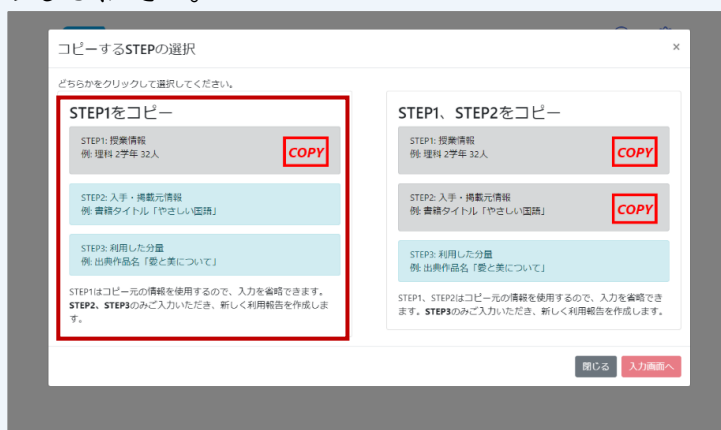 コピーするSTEPの選択
×
どちらかをクリックして選択してください。
STEP1をコピー
STEP1: 授業情報
例: 理科 2学年 32人
COPY
STEP2: 入手・掲載元情報
例: 書籍タイトル「やさしい国語」
STEP3: 利用した分量
例: 出典作品名「愛と美について」
STEP1はコピー元の情報を使用するので、入力を省略できます。
STEP2、STEP3のみご入力いただき、新しく利用報告を作成しま
す。
STEP1、STEP2をコピー
STEP1: 授業情報
例: 理科 2学年 32人
COPY
STEP2: 入手・掲載元情報
例: 書籍タイトル「やさしい国語」
COPY
STEP3: 利用した分量
例: 出典作品名「愛と美について」
STEP1、STEP2はコピー元の情報を使用するので、入力を省略でき
ます。STEP3のみご入力いただき、新しく利用報告を作成します。
閉じる
入力画面へ